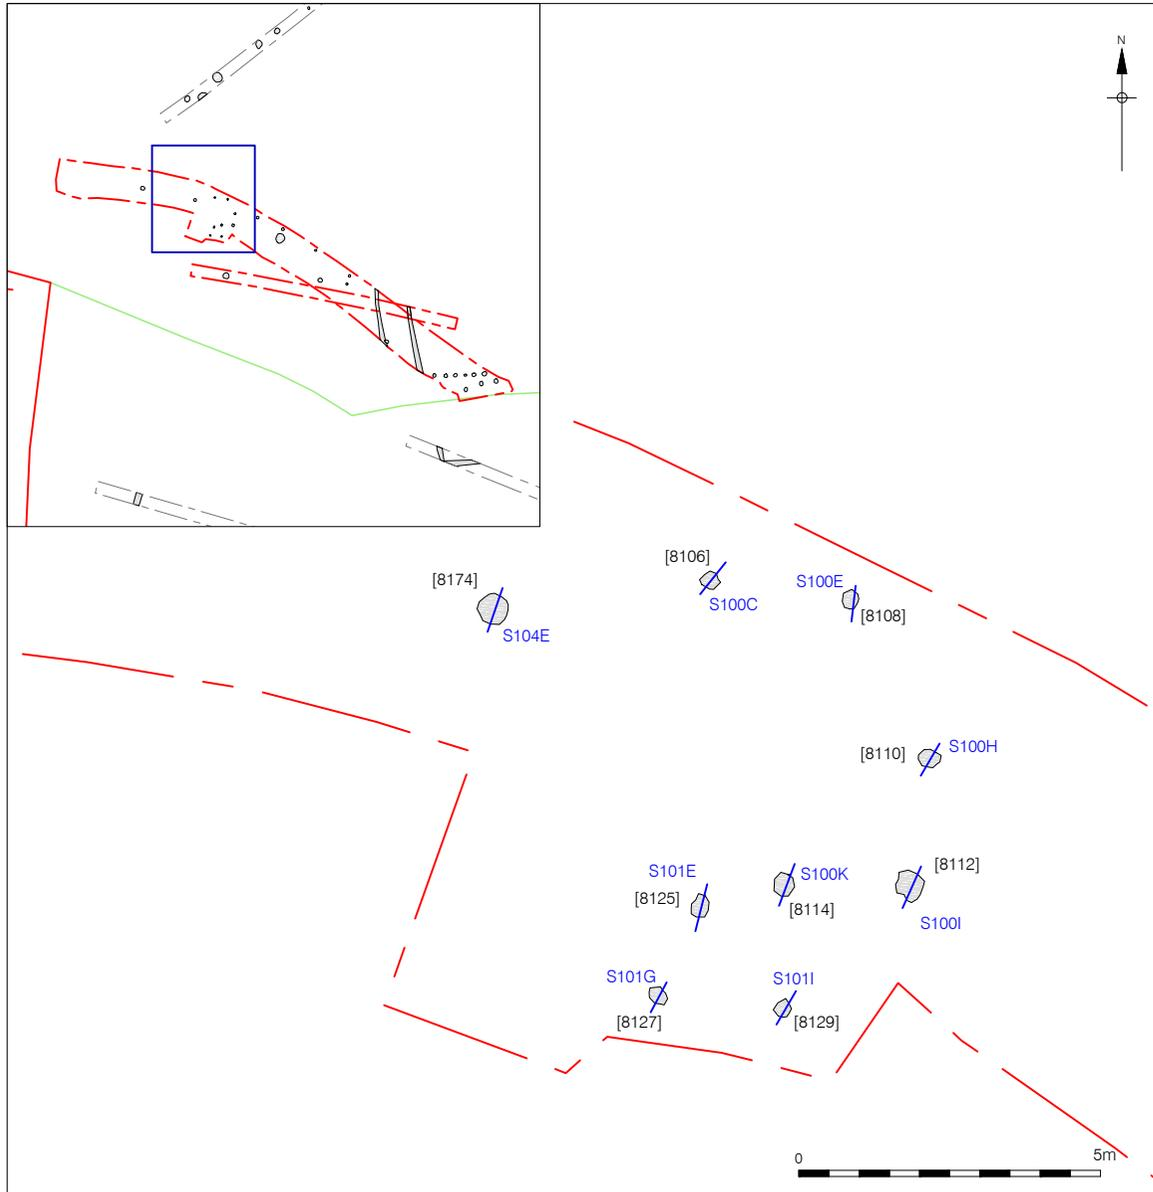 N
[8106]
S100C
S100E
[8108]
[8174]
S104E
[8110]
S100H
S101E
[8125]
S100K
[8114]
[8112]
S100I
S101G
[8127]
S101I
[8129]
0
5m